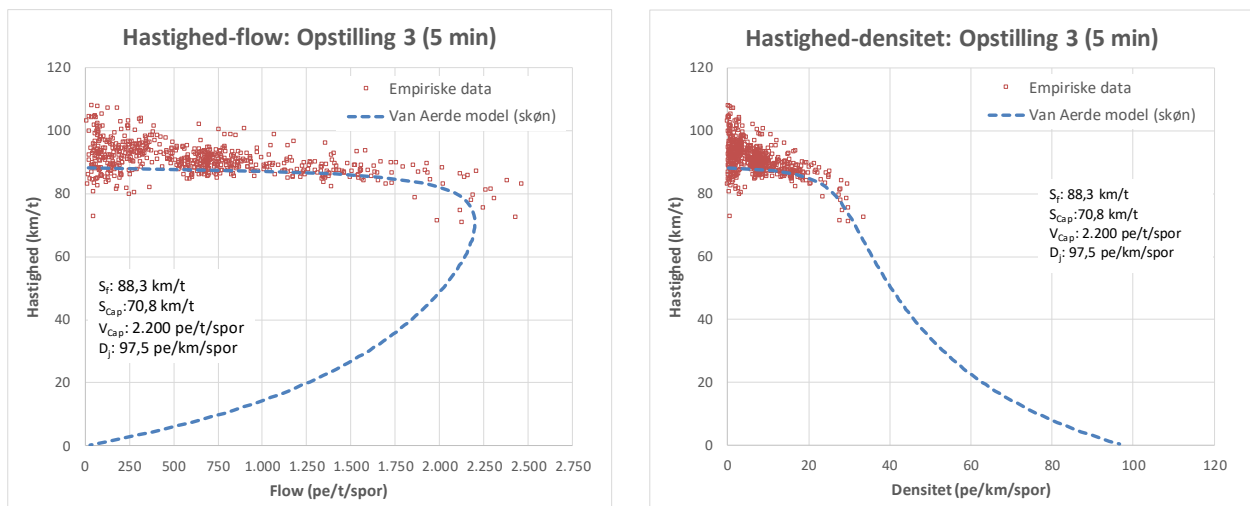 Hastighed-flow: Opstilling 3 (5 min)
120
100
80
60
40
20
0
Hastighed (km/t)
Empiriske data
Van Aerde model (skøn)
Sf: 88,3 km/t
SCap:70,8 km/t
VCap: 2.200 pe/t/spor
Dj: 97,5 pe/km/spor
0 250 500 750 1.000 1.250 1.500 1.750 2.000 2.250 2.500 2.750
Flow (pe/t/spor)
Hastighed-densitet: Opstilling 3 (5 min)
120
100
80
60
40
20
0
Hastighed (km/t)
Empiriske data
Van Aerde model (skøn)
Sf: 88,3 km/t
SCap: 70,8 km/t
VCap: 2.200 pe/t/spor
Dj: 97,5 pe/km/spor
0 20 40 60 80 100 120
Densitet (pe/km/spor)